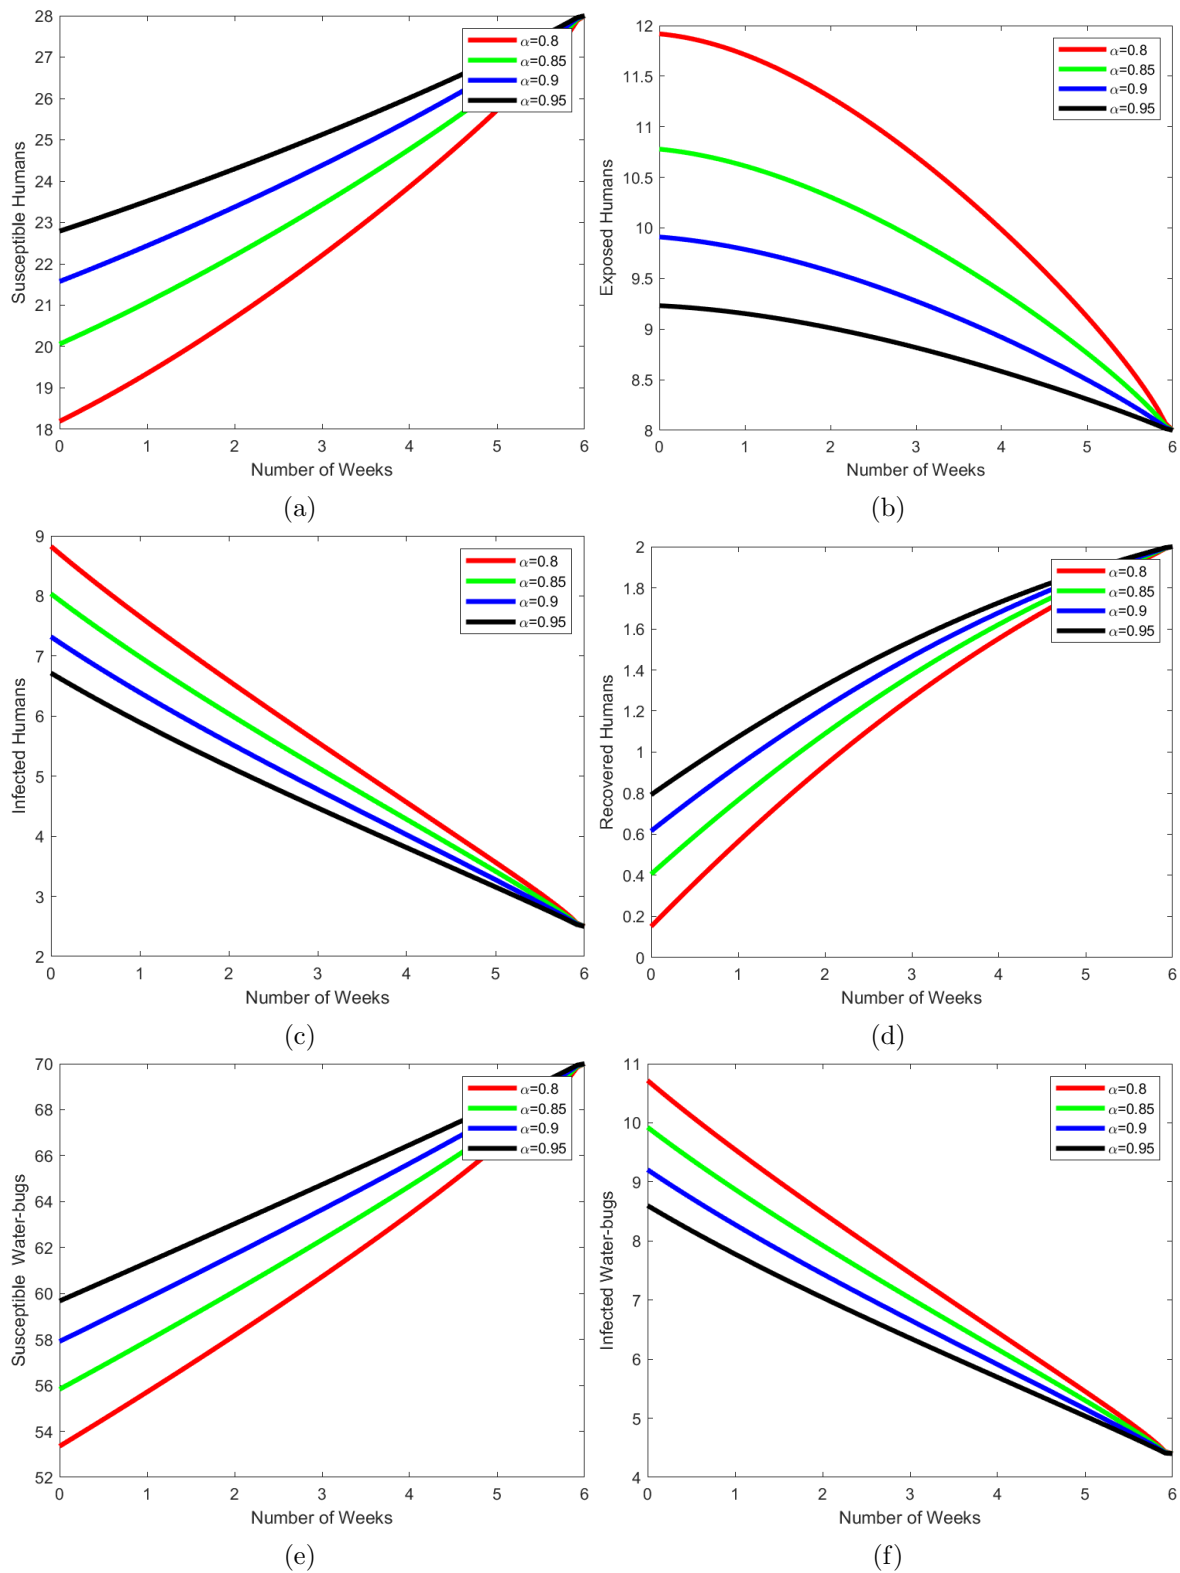 28
27
26
25
24
23
22
21
20
19
18
Susceptible Humans
α=0.8
α=0.85
α=0.9
α=0.95
0 1 2 3 4 5 6
Number of Weeks
(a)
12
11.5
11
10.5
10
9.5
9
8.5
8
Exposed Humans
α=0.8
α=0.85
α=0.9
α=0.95
0 1 2 3 4 5 6
Number of Weeks
(b)
9
8
7
6
5
4
3
2
Infected Humans
α=0.8
α=0.85
α=0.9
α=0.95
0 1 2 3 4 5 6
Number of Weeks
(c)
2
1.8
1.6
1.4
1.2
1
0.8
0.6
0.4
0.2
0
Recovered Humans
α=0.8
α=0.85
α=0.9
α=0.95
0 1 2 3 4 5 6
Number of Weeks
(d)
70
68
66
64
62
60
58
56
54
52
Susceptible Water-bugs
α=0.8
α=0.85
α=0.9
α=0.95
0 1 2 3 4 5 6
Number of Weeks
(e)
11
10
9
8
7
6
5
4
Infected Water-bugs
α=0.8
α=0.85
α=0.9
α=0.95
0 1 2 3 4 5 6
Number of Weeks
(f)